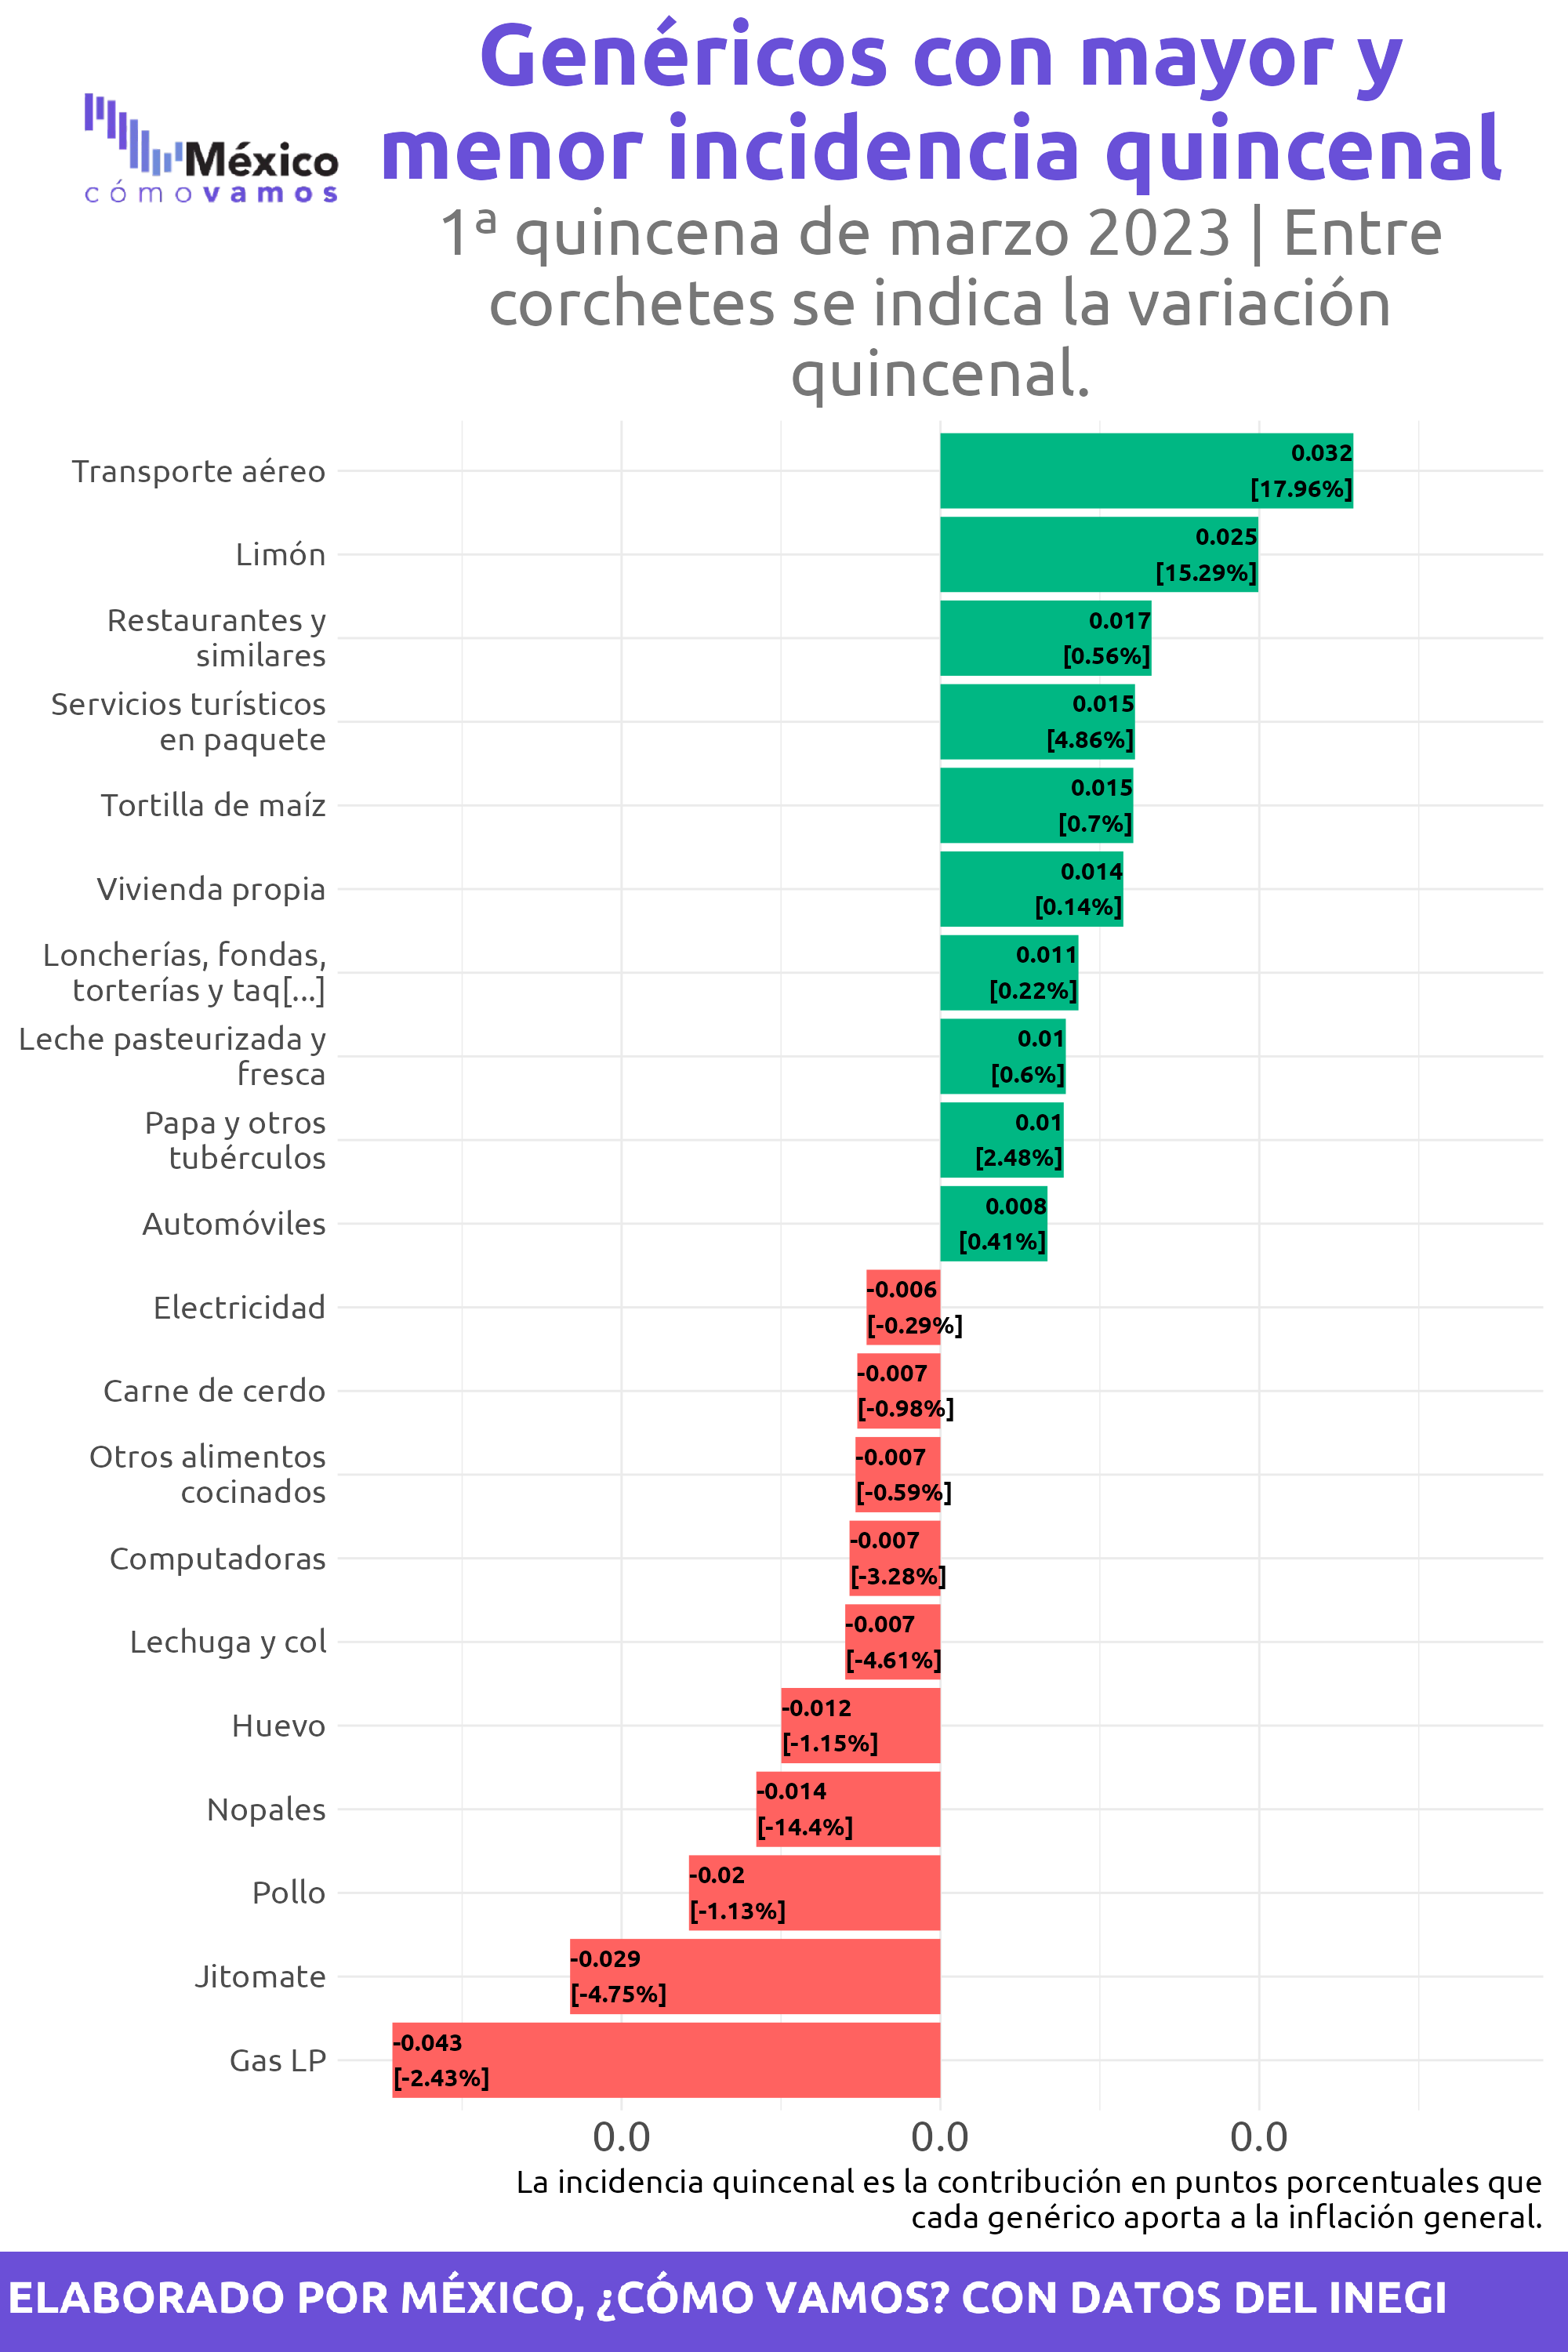 México
cómovamos
Genéricos con mayor y
menor incidencia quincenal
1ª quincena de marzo 2023 | Entre
corchetes se indica la variación
quincenal.
Transporte aéreo
0.032
[17.96%]
Limón
0.025
[15.29%]
Restaurantes y
similares
0.017
[0.56%]
Servicios turísticos
en paquete
0.015
[4.86%]
Tortilla de maíz
0.015
[0.7%]
Vivienda propia
0.014
[0.14%]
Loncherías, fondas,
torterías y taq[...]
0.011
[0.22%]
Leche pasteurizada y
fresca
0.01
[0.6%]
Papa y otros
tubérculos
0.01
[2.48%]
Automóviles
0.008
[0.41%]
Electricidad
-0.006
[-0.29%]
Carne de cerdo
-0.007
[-0.98%]
Otros alimentos
cocinados
-0.007
[-0.59%]
Computadoras
-0.007
[-3.28%]
Lechuga y col
-0.007
[-4.61%]
Huevo
-0.012
[-1.15%]
Nopales
-0.014
[-14.4%]
Pollo
-0.02
[-1.13%]
Jitomate
-0.029
[-4.75%]
Gas LP
-0.043
[-2.43%]
0.0 0.0 0.0
La incidencia quincenal es la contribución en puntos porcentuales que
cada genérico aporta a la inflación general.
ELABORADO POR MÉXICO, ¿CÓMO VAMOS? CON DATOS DEL INEGI